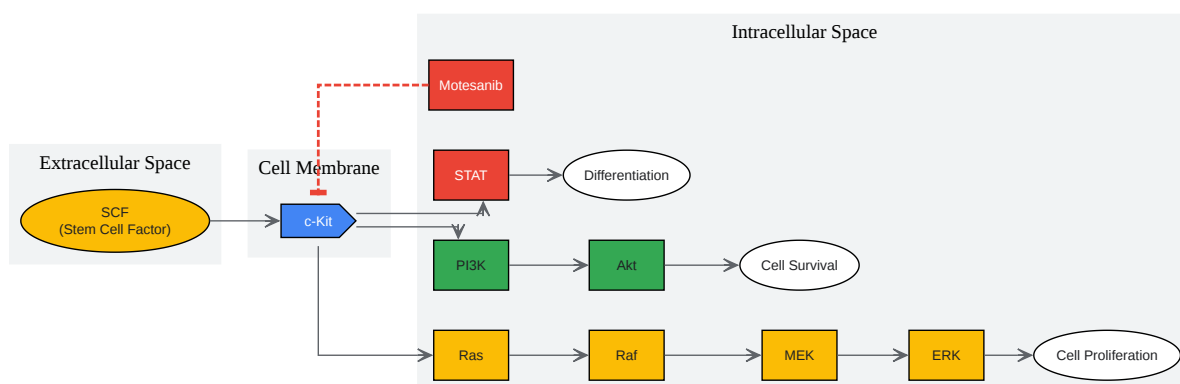 Intracellular Space
Motesanib
Extracellular Space
Cell Membrane
STAT
Differentiation
SCF
(Stem Cell Factor)
c-Kit
PI3K
Akt
Cell Survival
Ras
Raf
MEK
ERK
Cell Proliferation